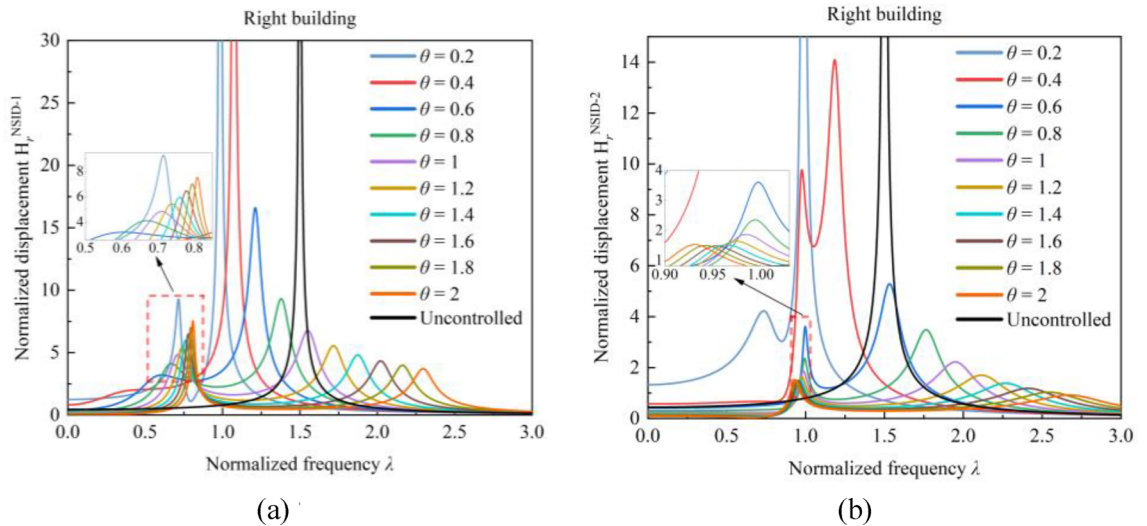 Right building
30
25
20
15
10
5
0
0.0 0.5 1.0 1.5 2.0 2.5 3.0
Normalized displacement H_r^NSID-1
Normalized frequency λ
θ = 0.2
θ = 0.4
θ = 0.6
θ = 0.8
θ = 1
θ = 1.2
θ = 1.4
θ = 1.6
θ = 1.8
θ = 2
Uncontrolled
8
6
4
0.5 0.6 0.7 0.8
(a)
Right building
14
12
10
8
6
4
2
0
0.0 0.5 1.0 1.5 2.0 2.5 3.0
Normalized displacement H_r^NSID-2
Normalized frequency λ
θ = 0.2
θ = 0.4
θ = 0.6
θ = 0.8
θ = 1
θ = 1.2
θ = 1.4
θ = 1.6
θ = 1.8
θ = 2
Uncontrolled
4
3
2
1
0.90 0.95 1.00
(b)